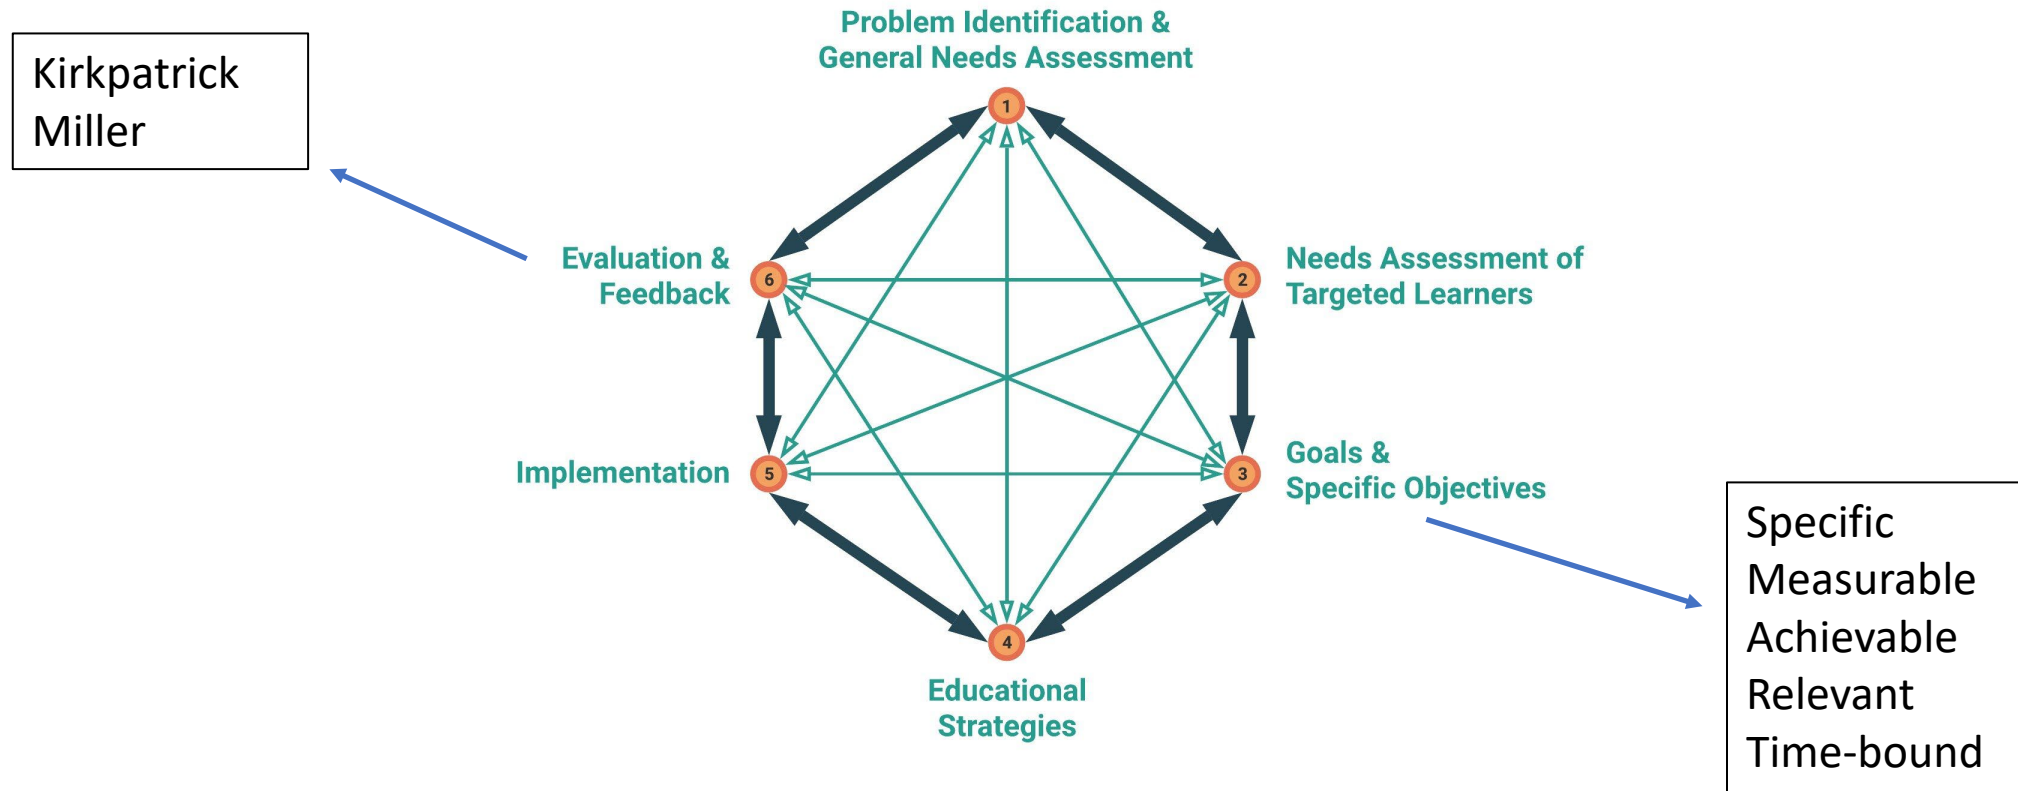 Problem Identification &
General Needs Assessment
Kirkpatrick
Miller
1
Evaluation &
Feedback
6
2
Needs Assessment of
Targeted Learners
Implementation
5
3
Goals &
Specific Objectives
4
Educational
Strategies
Specific
Measurable
Achievable
Relevant
Time-bound